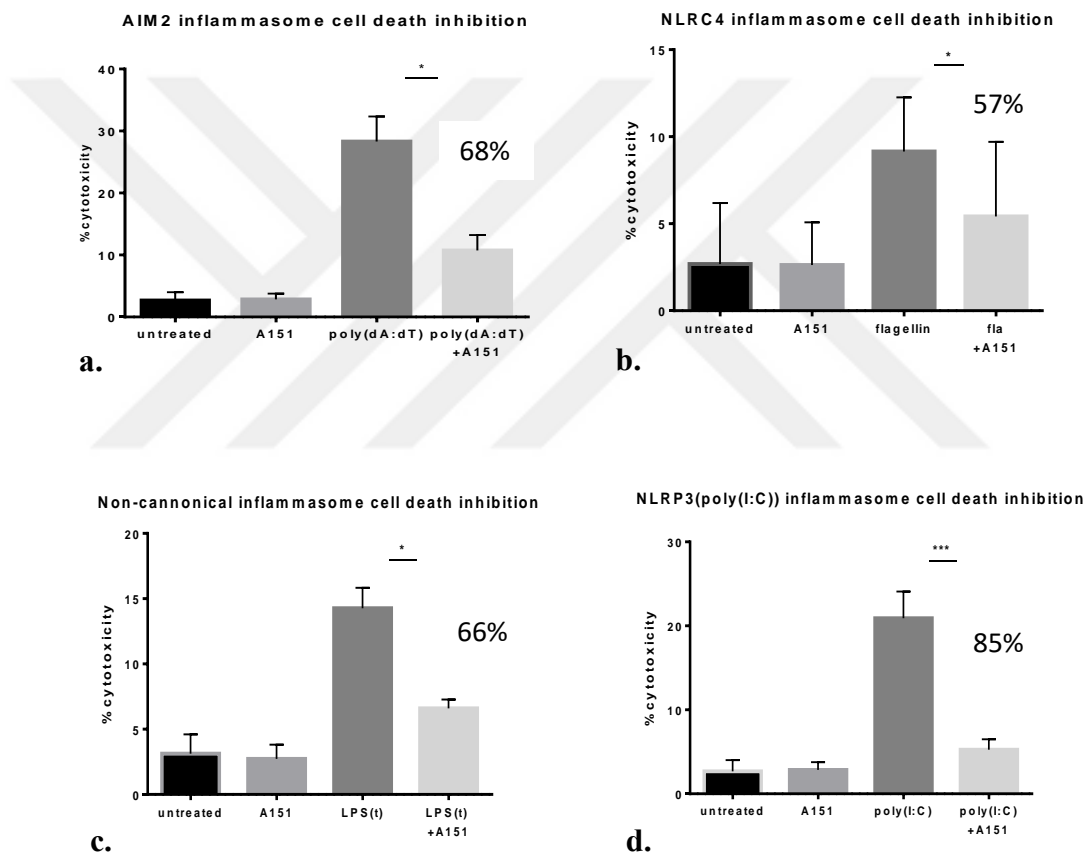 AIM2 inflammasome cell death inhibition
40
30
20
10
0
%cytotoxicity
*
68%
untreated
A151
poly(dA:dT)
poly(dA:dT)
+A151
a.
NLRC4 inflammasome cell death inhibition
15
10
5
0
%cytotoxicity
*
57%
untreated
A151
flagellin
fla
+A151
b.
Non-cannonical inflammasome cell death inhibition
20
15
10
5
0
%cytotoxicity
*
66%
untreated
A151
LPS(t)
LPS(t)
+A151
c.
NLRP3(poly(I:C)) inflammasome cell death inhibition
30
20
10
0
%cytotoxicity
***
85%
untreated
A151
poly(I:C)
poly(I:C)
+A151
d.